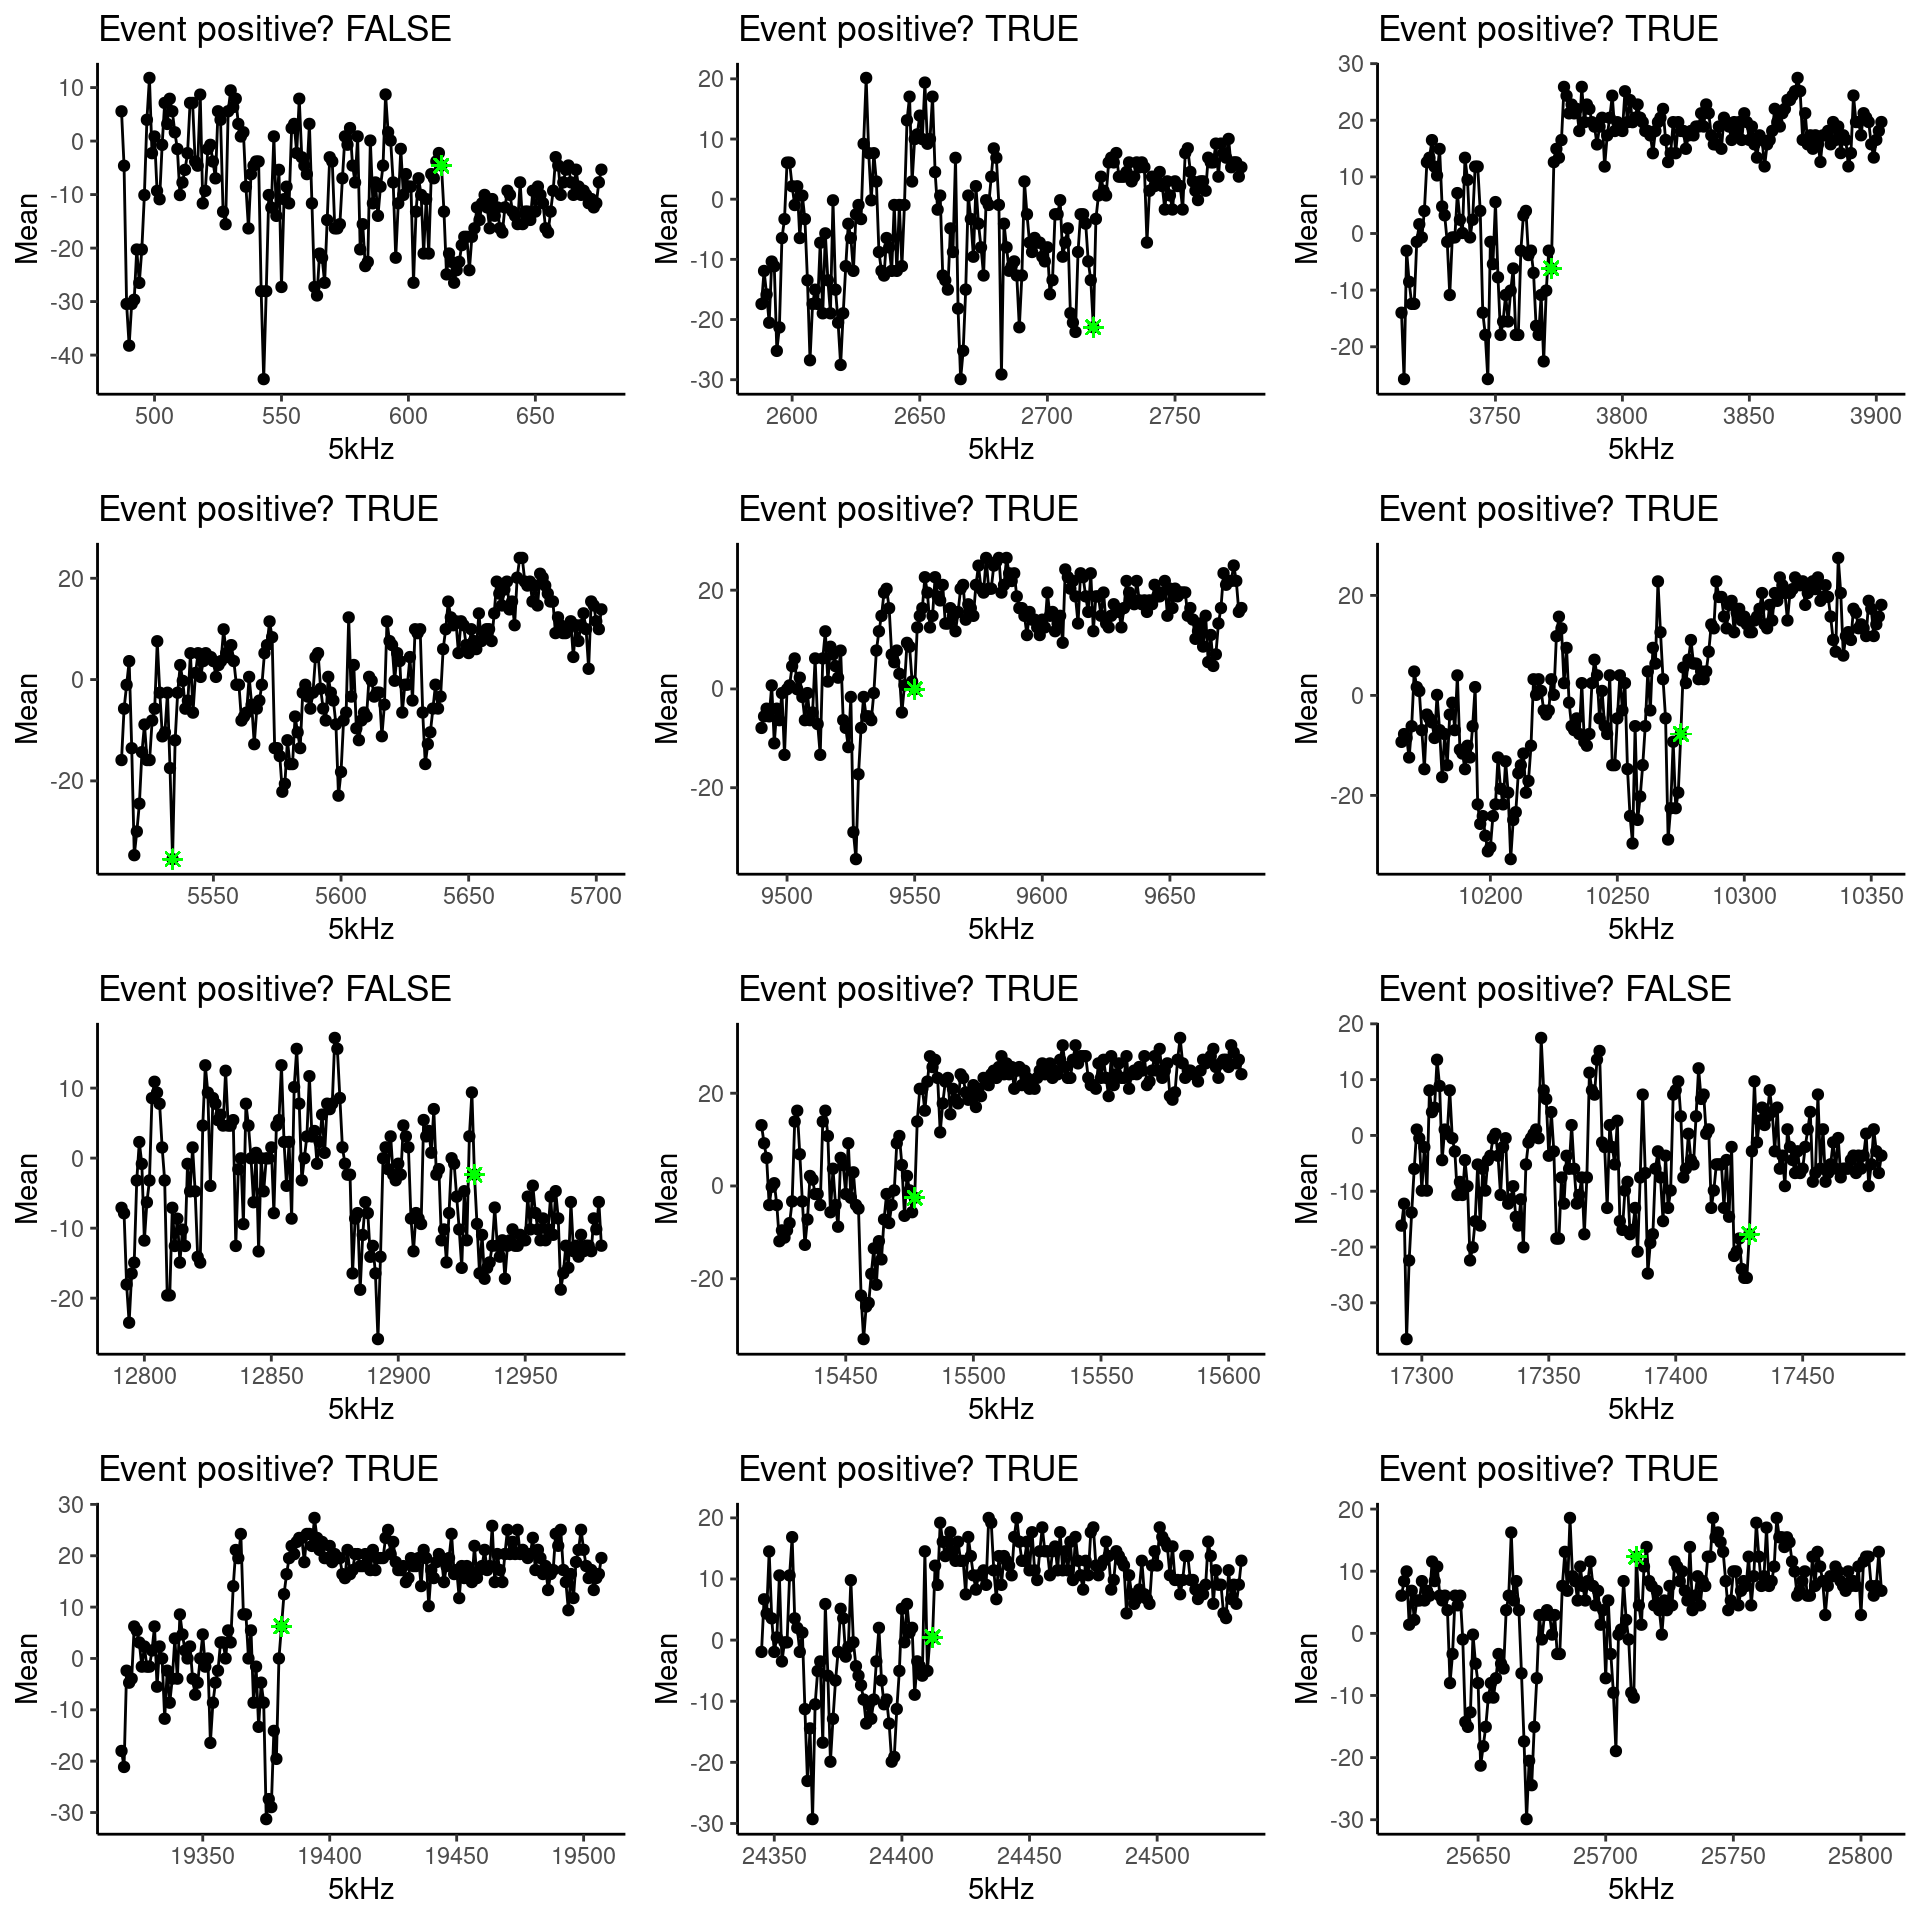 Event positive? FALSE
10
0
-10
-20
-30
-40
Mean
500 550 600 650
5kHz
Event positive? TRUE
20
10
0
-10
-20
-30
Mean
2600 2650 2700 2750
5kHz
Event positive? TRUE
30
20
10
0
-10
-20
Mean
3750 3800 3850 3900
5kHz
Event positive? TRUE
20
0
-20
Mean
5550 5600 5650 5700
5kHz
Event positive? TRUE
20
0
-20
Mean
9500 9550 9600 9650
5kHz
Event positive? TRUE
20
0
-20
Mean
10200 10250 10300 10350
5kHz
Event positive? FALSE
10
0
-10
-20
Mean
12800 12850 12900 12950
5kHz
Event positive? TRUE
20
0
-20
Mean
15450 15500 15550 15600
5kHz
Event positive? FALSE
20
10
0
-10
-20
-30
Mean
17300 17350 17400 17450
5kHz
Event positive? TRUE
30
20
10
0
-10
-20
-30
Mean
19350 19400 19450 19500
5kHz
Event positive? TRUE
20
10
0
-10
-20
-30
Mean
24350 24400 24450 24500
5kHz
Event positive? TRUE
20
10
0
-10
-20
-30
Mean
25650 25700 25750 25800
5kHz